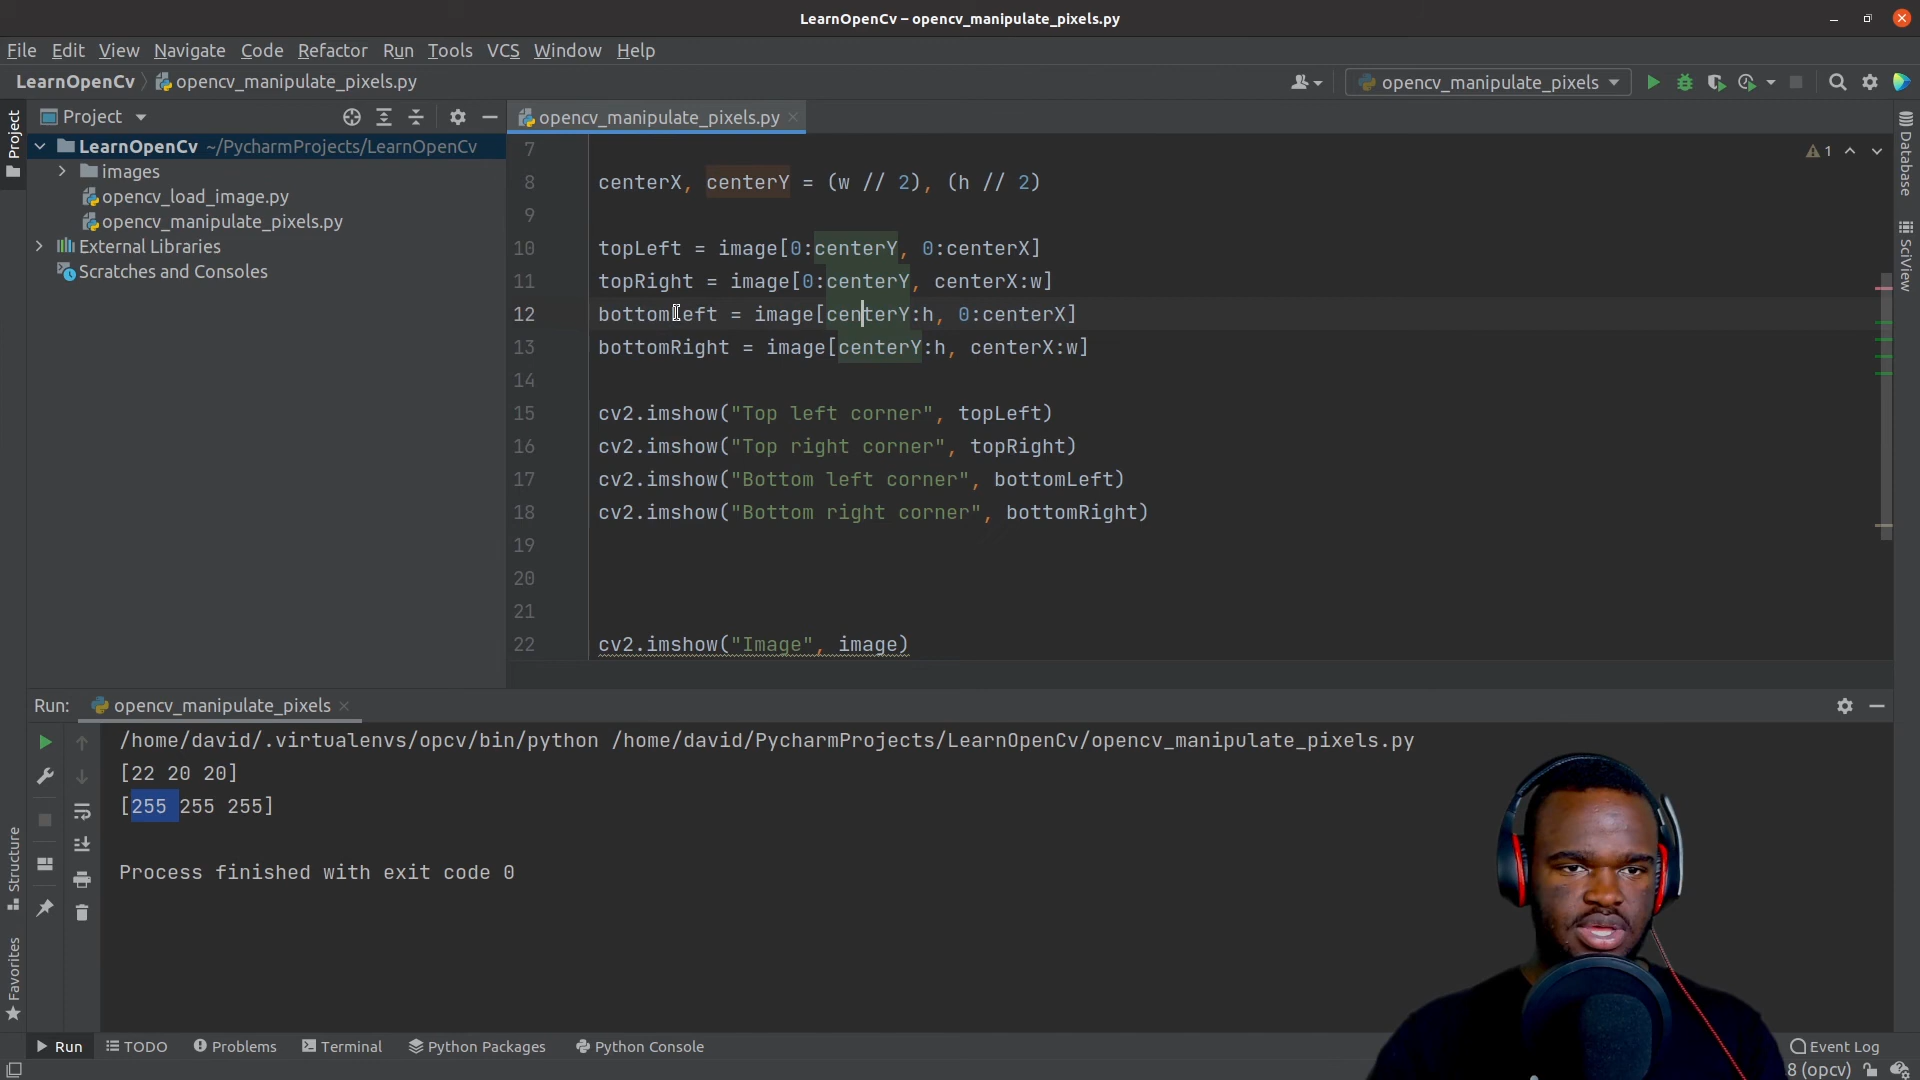 LearnOpenCv – opencv_manipulate_pixels.py
File Edit View Navigate Code Refactor Run Tools VCS Window Help
LearnOpenCv opencv_manipulate_pixels.py
opencv_manipulate_pixels
Project
Project
opencv_manipulate_pixels.py
LearnOpenCv ~/PycharmProjects/LearnOpenCv
images
opencv_load_image.py
opencv_manipulate_pixels.py
External Libraries
Scratches and Consoles
1
Database
SciView
7
8 centerX, centerY = (w // 2), (h // 2)
9
10 topLeft = image[0:centerY, 0:centerX]
11 topRight = image[0:centerY, centerX:w]
12 bottomLeft = image[centerY:h, 0:centerX]
13 bottomRight = image[centerY:h, centerX:w]
14
15 cv2.imshow("Top left corner", topLeft)
16 cv2.imshow("Top right corner", topRight)
17 cv2.imshow("Bottom left corner", bottomLeft)
18 cv2.imshow("Bottom right corner", bottomRight)
19
20
21
22 cv2.imshow("Image", image)
Run: opencv_manipulate_pixels
/home/david/.virtualenvs/opcv/bin/python /home/david/PycharmProjects/LearnOpenCv/opencv_manipulate_pixels.py
[22 20 20]
[255 255 255]
Process finished with exit code 0
Structure
Favorites
Run TODO Problems Terminal Python Packages Python Console Event Log
8 (opcv)